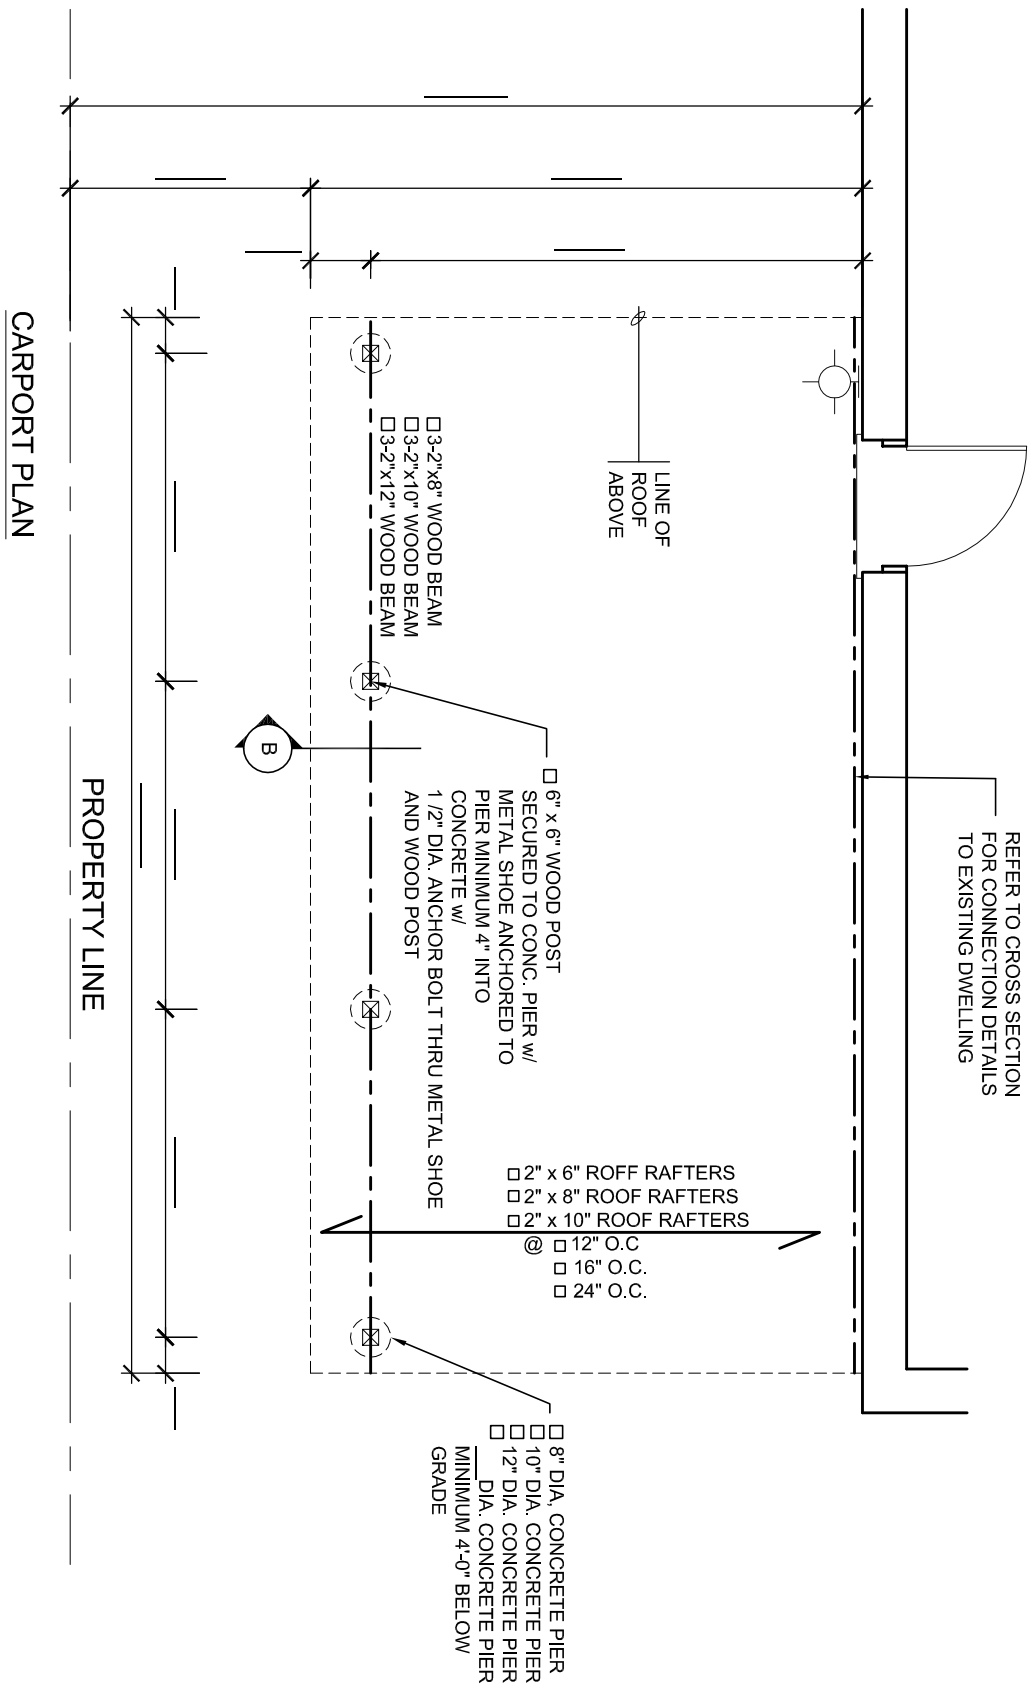 REFER TO CROSS SECTION
FOR CONNECTION DETAILS
TO EXISTING DWELLING
LINE OF
ROOF
ABOVE
□ 3-2"x8" WOOD BEAM
□ 3-2"x10" WOOD BEAM
□ 3-2"x12" WOOD BEAM
□ 6" x 6" WOOD POST
SECURED TO CONC. PIER w/
METAL SHOE ANCHORED TO
PIER MINIMUM 4" INTO
CONCRETE w/
1 /2" DIA. ANCHOR BOLT THRU METAL SHOE
AND WOOD POST
□ 2" x 6" ROFF RAFTERS
□ 2" x 8" ROOF RAFTERS
□ 2" x 10" ROOF RAFTERS
@ □ 12" O.C
□ 16" O.C.
□ 24" O.C.
□ 8" DIA, CONCRETE PIER
□ 10" DIA. CONCRETE PIER
□ 12" DIA. CONCRETE PIER
□ ____ DIA. CONCRETE PIER
MINIMUM 4'-0" BELOW
GRADE
B
PROPERTY LINE
CARPORT PLAN